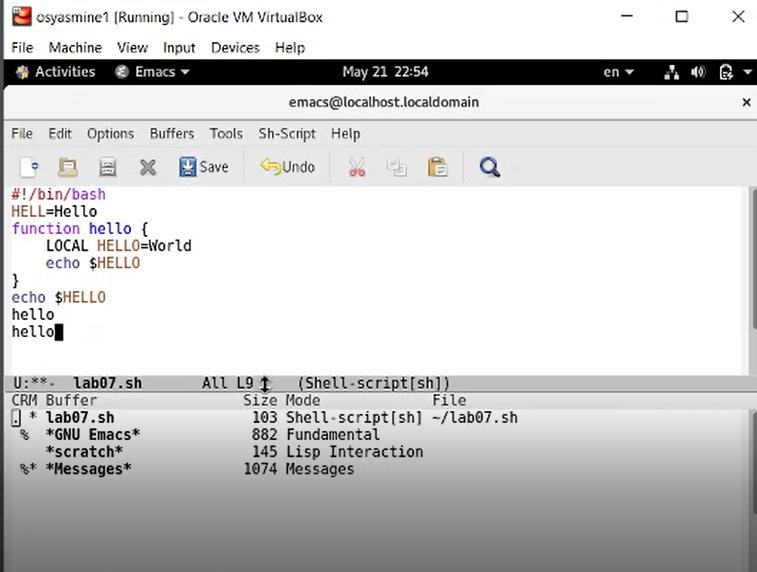 osyasmine1 [Running] - Oracle VM VirtualBox
File Machine View Input Devices Help
Activities Emacs May 21 22:54 en
emacs@localhost.localdomain
File Edit Options Buffers Tools Sh-Script Help
Save Undo
#!/bin/bash
HELL=Hello
function hello {
    LOCAL HELLO=World
    echo $HELLO
}
echo $HELLO
hello
hello
U:**- lab07.sh All L9 (Shell-script[sh])
CRM Buffer Size Mode File
. * lab07.sh 103 Shell-script[sh] ~/lab07.sh
% *GNU Emacs* 882 Fundamental
*scratch* 145 Lisp Interaction
%* *Messages* 1074 Messages